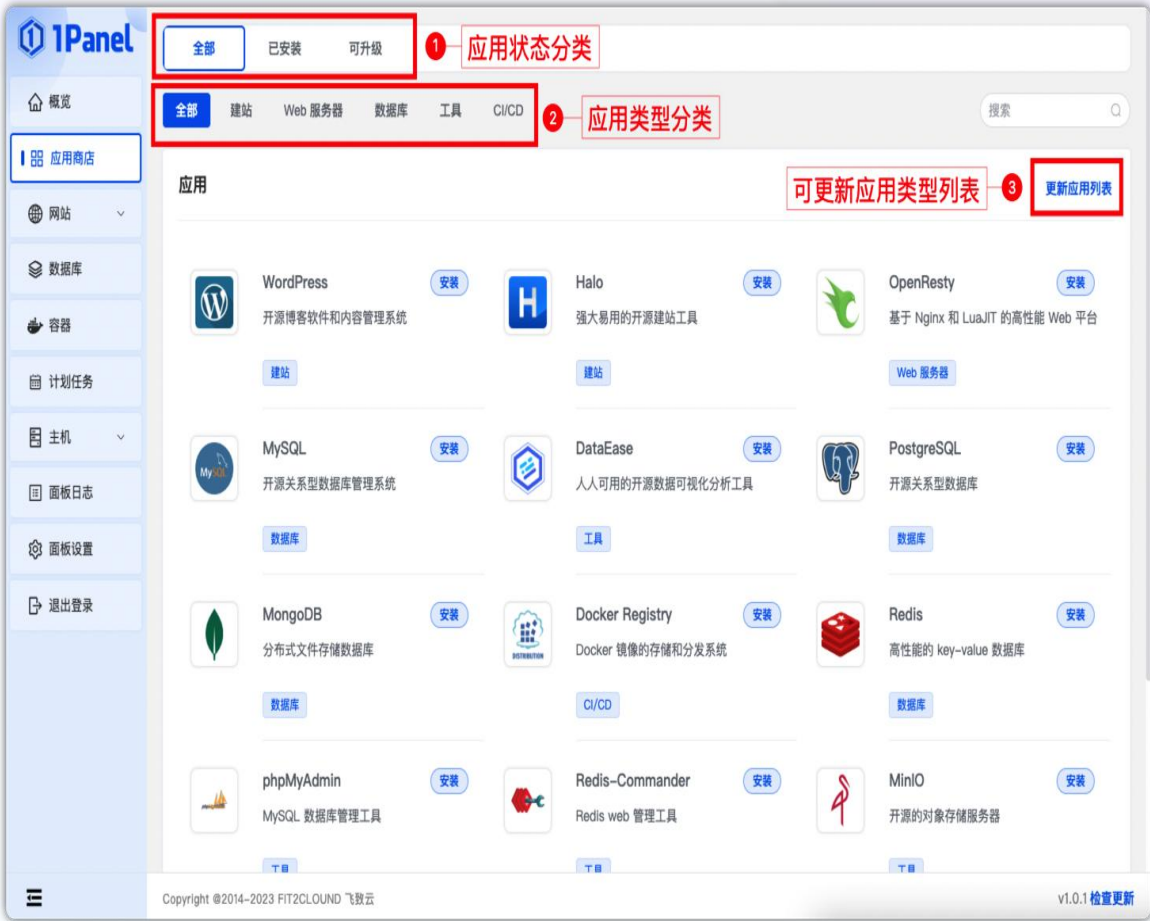 1Panel
全部 已安装 可升级 1 应用状态分类
概览
全部 建站 Web 服务器 数据库 工具 CI/CD 2 应用类型分类 搜索
应用商店
应用 可更新应用类型列表 3 更新应用列表
网站
数据库
容器
计划任务
主机
面板日志
面板设置
退出登录
WordPress 安装 Halo 安装 OpenResty 安装
开源博客软件和内容管理系统 强大易用的开源建站工具 基于 Nginx 和 LuaJIT 的高性能 Web 平台
建站 建站 Web 服务器
MySQL 安装 DataEase 安装 PostgreSQL 安装
MySQL
开源关系型数据库管理系统 人人可用的开源数据可视化分析工具 开源关系型数据库
数据库 工具 数据库
MongoDB 安装 Docker Registry 安装 Redis 安装
分布式文件存储数据库 Docker 镜像的存储和分发系统 高性能的 key-value 数据库
DISTRIBUTION
数据库 CI/CD 数据库
phpMyAdmin 安装 Redis-Commander 安装 MinIO 安装
MySQL 数据库管理工具 Redis web 管理工具 开源的对象存储服务器
工具 工具 工具
Copyright @2014-2023 FIT2CLOUND 飞致云 v1.0.1 检查更新